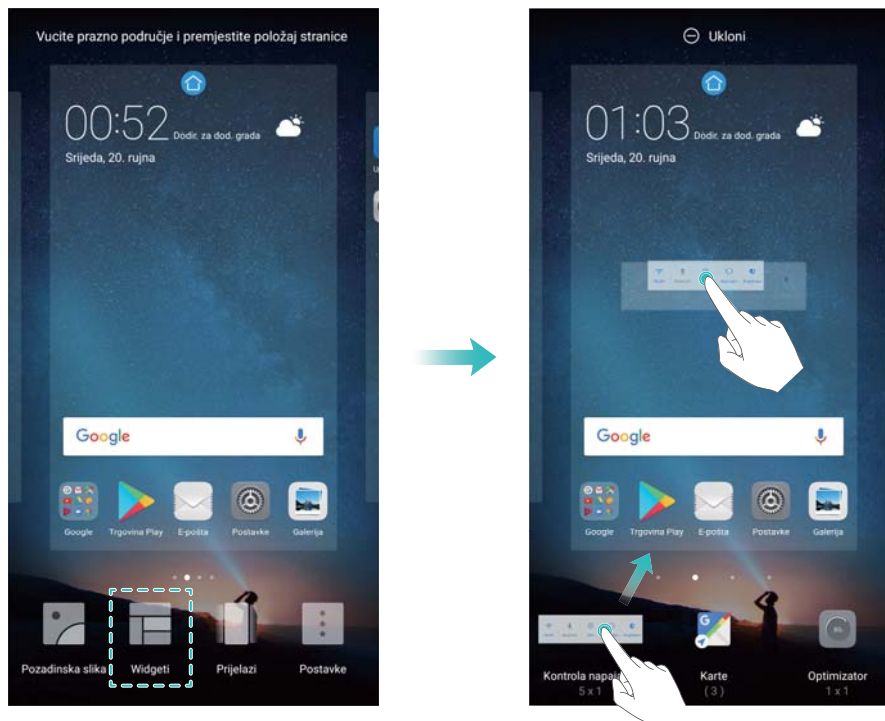 Vucite prazno područje i premjestite položaj stranice
00:52 Dodir. za dod. grada
Srijeda, 20. rujna
Google
Google Trgovina Play E-pošta Postavke Galerija
Pozadinska slika Widgeti Prijelazi Postavke
Ukloni
01:03 Dodir. za dod. grada
Srijeda, 20. rujna
Google
Google Trgovina Play E-pošta Postavke Galerija
Kontrola Karte Optimizator
5 x 1 (3) 1 x 1